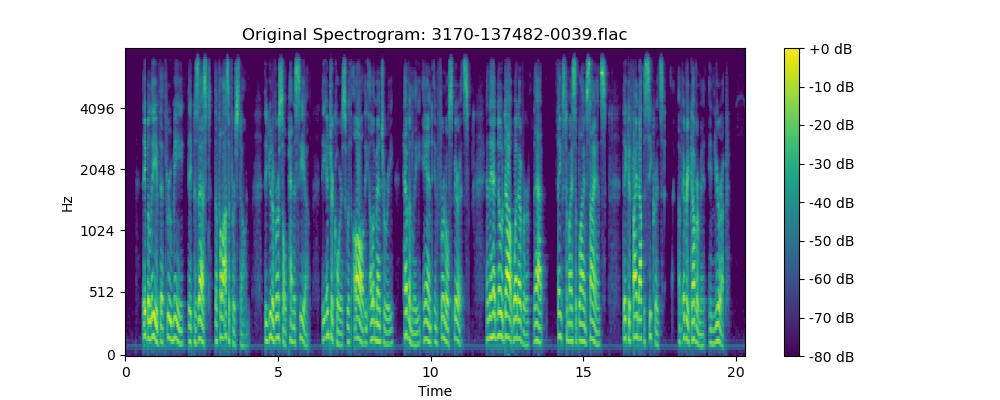 Original Spectrogram: 3170-137482-0039.flac
Hz
4096
2048
1024
512
0
0 5 10 15 20
Time
+0 dB
-10 dB
-20 dB
-30 dB
-40 dB
-50 dB
-60 dB
-70 dB
-80 dB